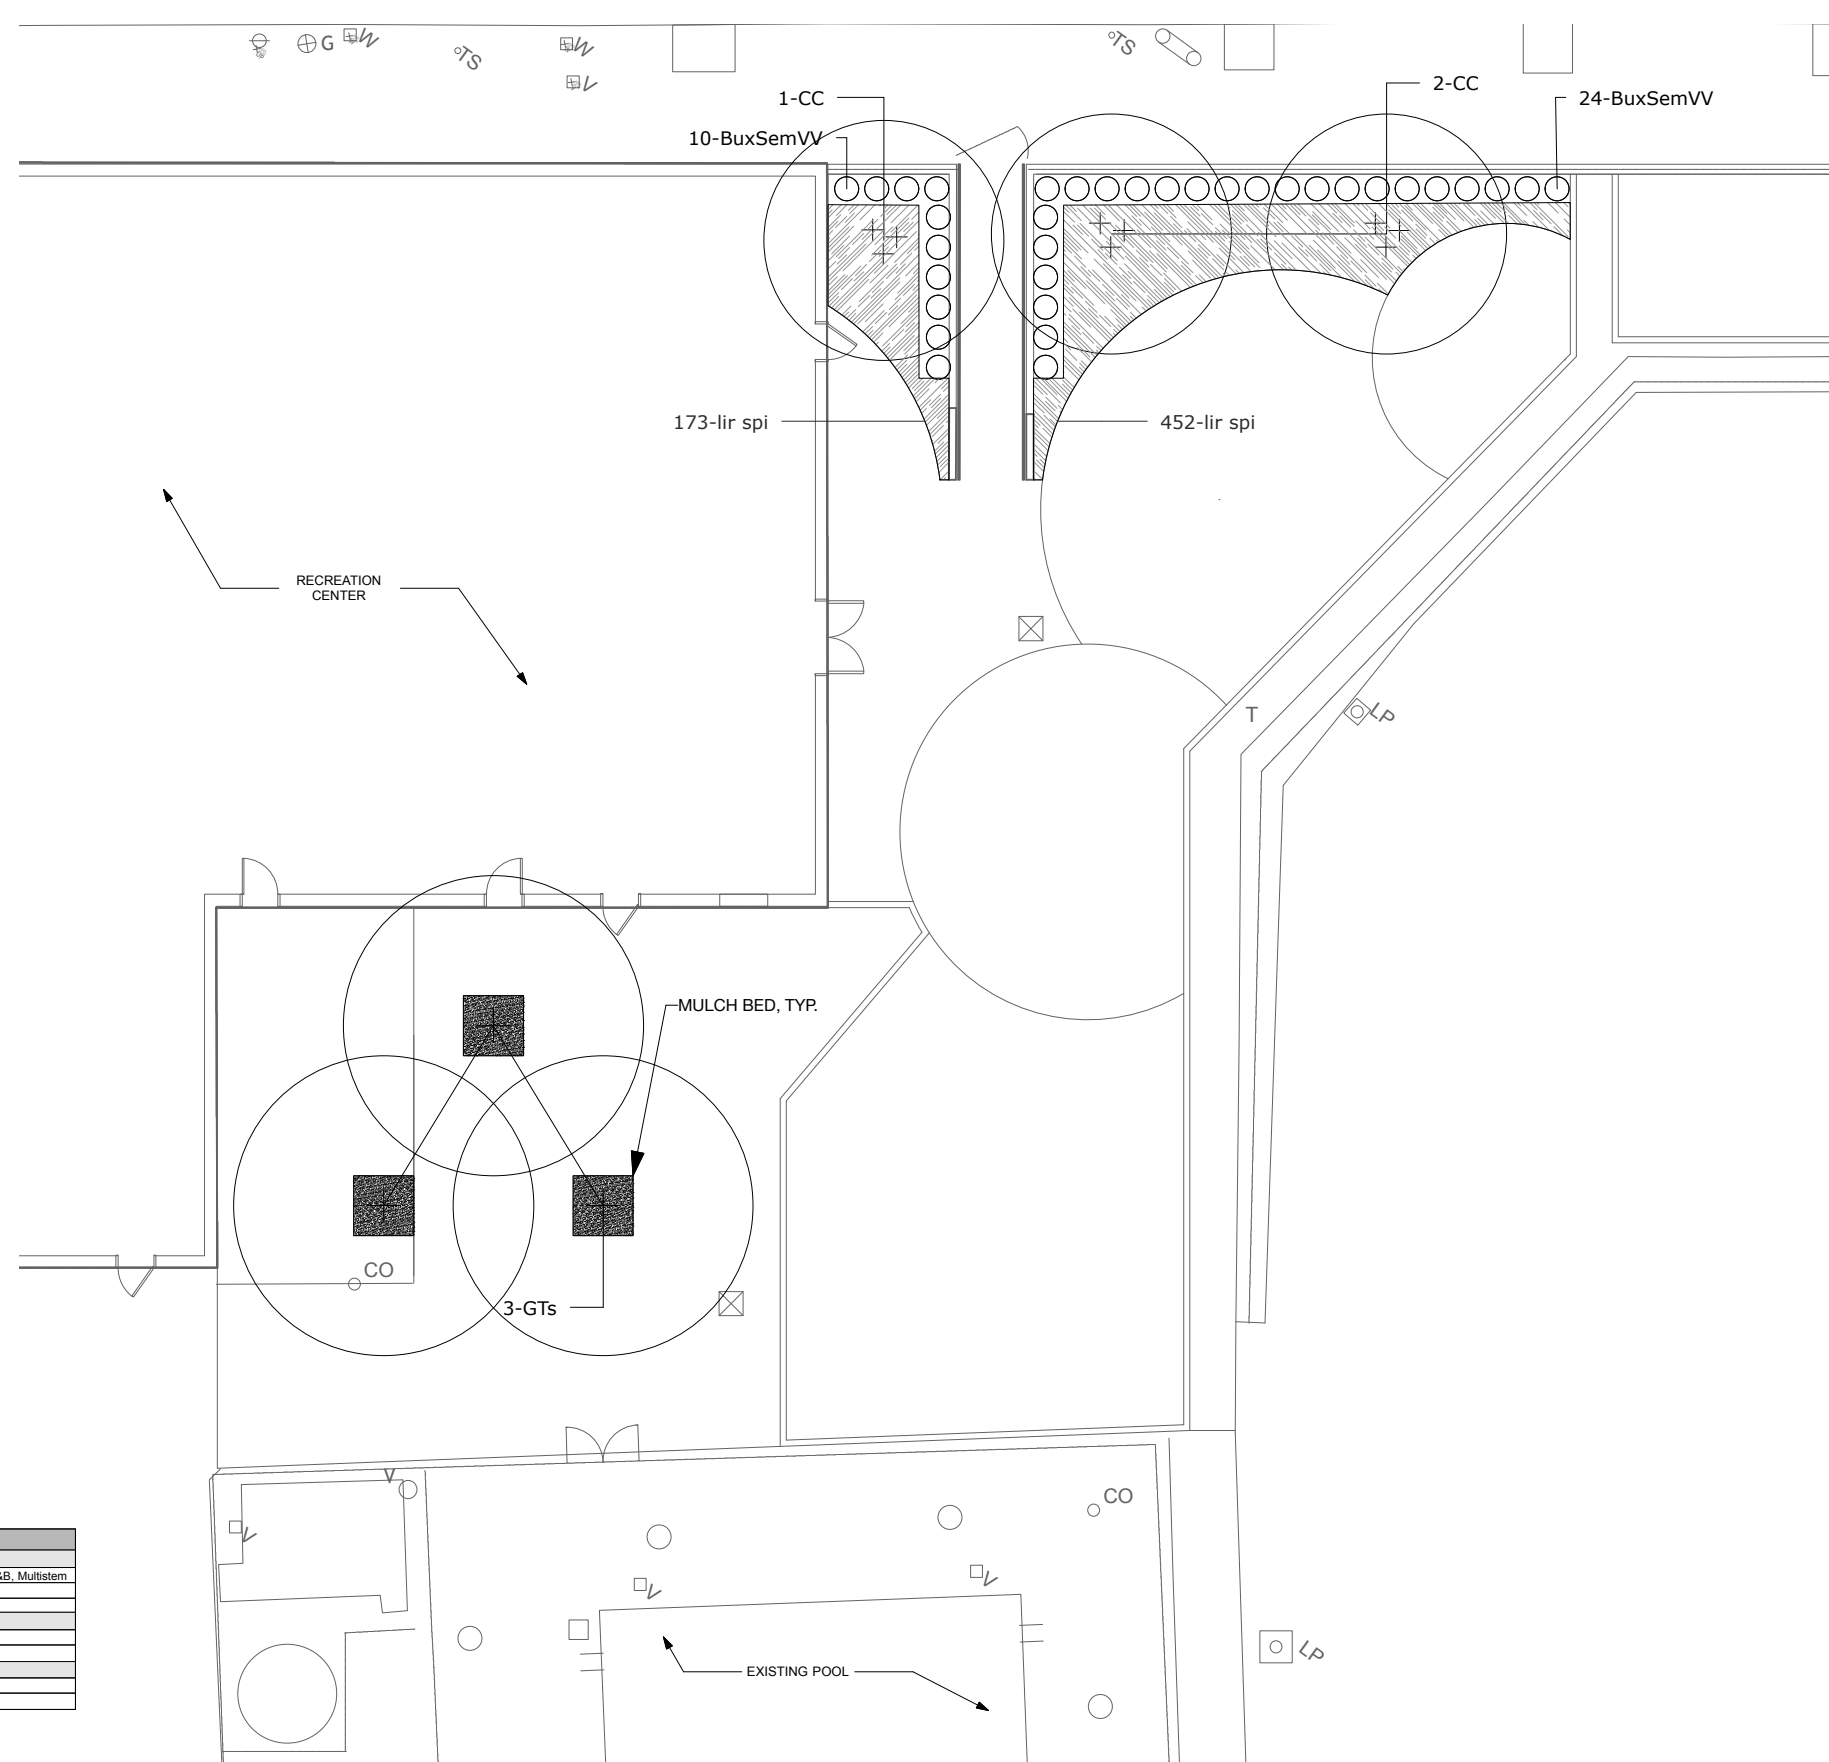 G
W
TS
W
V
TS
1-CC
2-CC
24-BuxSemVV
10-BuxSemVV
173-lir spi
452-lir spi
RECREATION
CENTER
T
LP
MULCH BED, TYP.
CO
3-GTs
V
V
CO
V
V
&B, Multistem
LP
EXISTING POOL